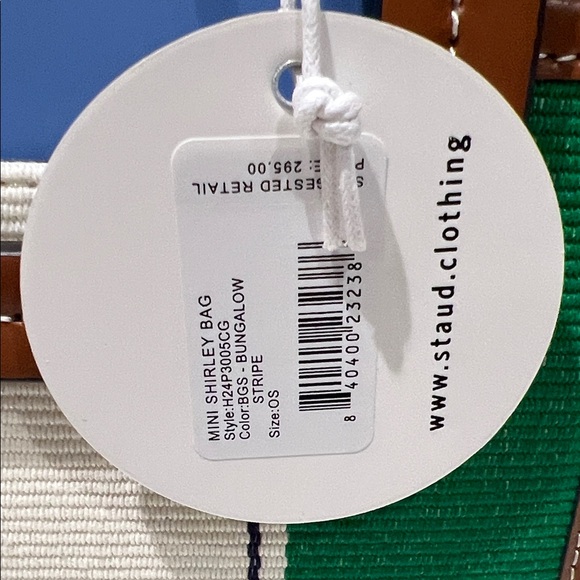 MINI SHIRLEY BAG
Style:H24P3005CG
Color:BGS - BUNGALOW
STRIPE
Size:OS
8 40400 23238
GESTED RETAIL
: 295.00
www.staud.clothing